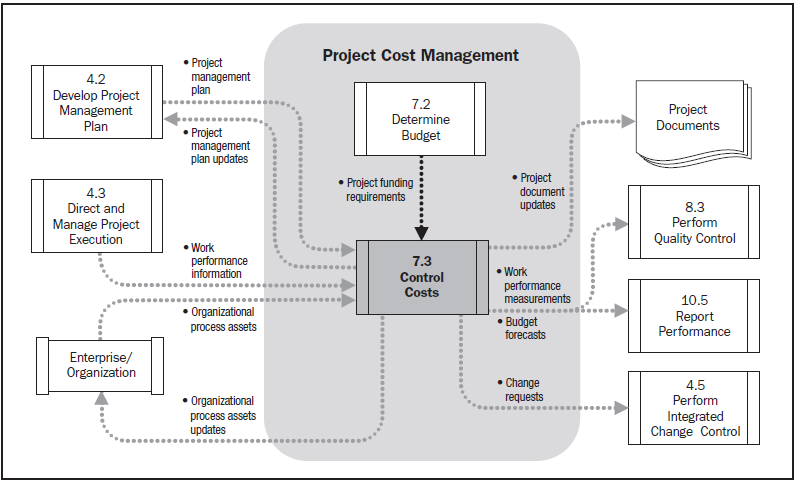 Project Cost Management
4.2
Develop Project
Management
Plan
• Project
management
plan
• Project
management
plan updates
7.2
Determine
Budget
Project
Documents
4.3
Direct and
Manage Project
Execution
• Project funding
requirements
• Project
document
updates
8.3
Perform
Quality Control
• Work
performance
information
7.3
Control
Costs
• Work
performance
measurements
• Budget
forecasts
10.5
Report
Performance
• Organizational
process assets
Enterprise/
Organization
• Organizational
process assets
updates
• Change
requests
4.5
Perform
Integrated
Change Control